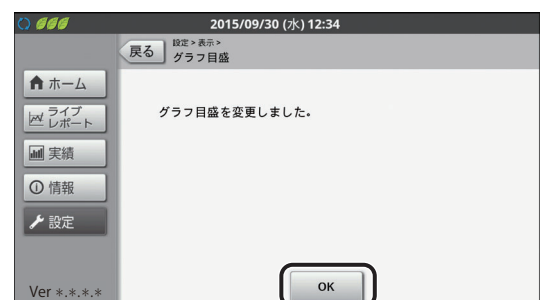 2015/09/30 (水) 12:34
戻る
設定 > 表示 >
グラフ目盛
ホーム
ライブ
レポート
実績
情報
設定
Ver *.*.*.*
グラフ目盛を変更しました。
OK